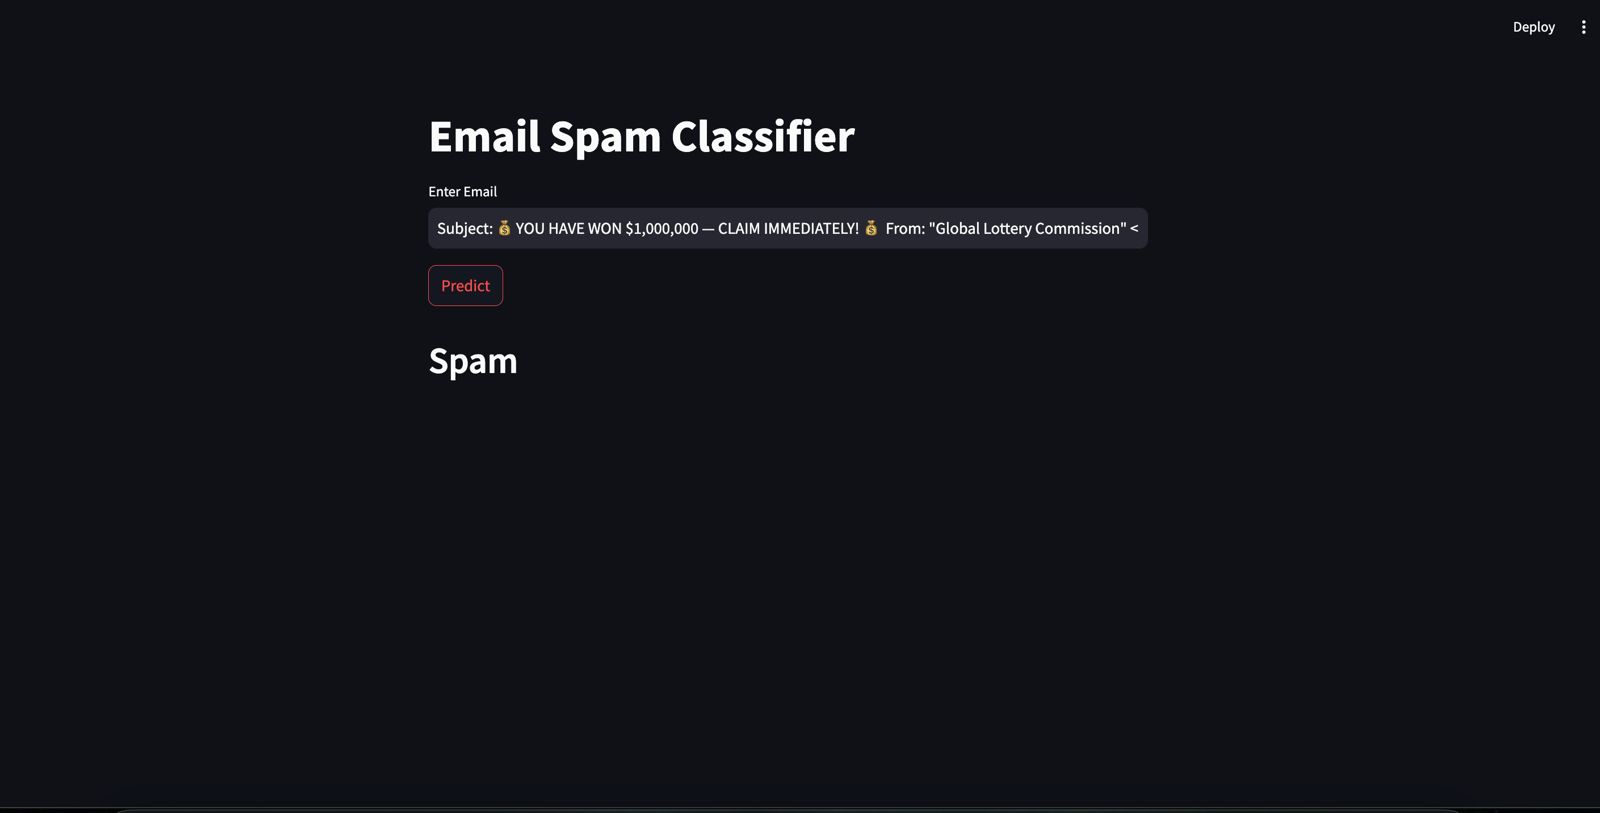 Deploy
Email Spam Classifier
Enter Email
Subject: 💰 YOU HAVE WON $1,000,000 — CLAIM IMMEDIATELY! 💰 From: "Global Lottery Commission" <
Predict
Spam